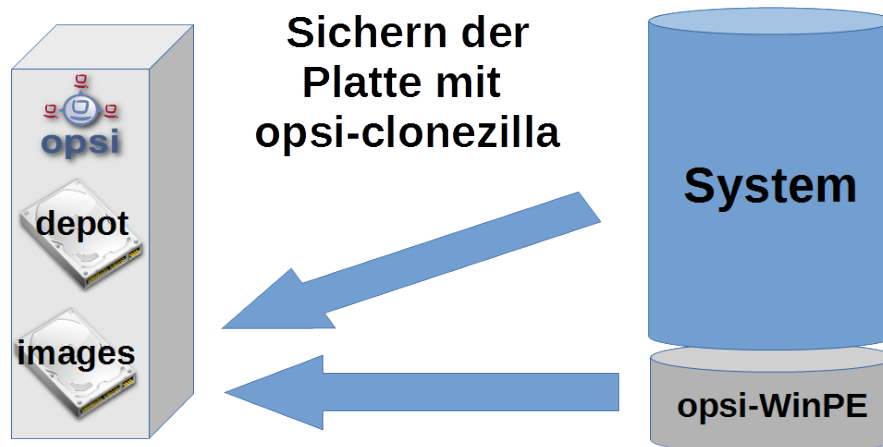 Sichern der
Platte mit
opsi-clonezilla
opsi
depot
images
System
opsi-WinPE